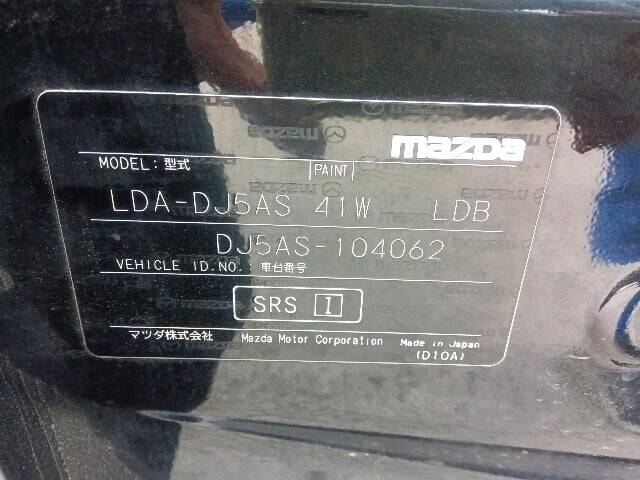 mazda
MODEL: 型式 PAINT
LDA-DJ5AS 41W LDB
DJ5AS-104062
VEHICLE ID.NO.: 車台番号
SRS I
マツダ株式会社 Mazda Motor Corporation Made in Japan
(D10A)